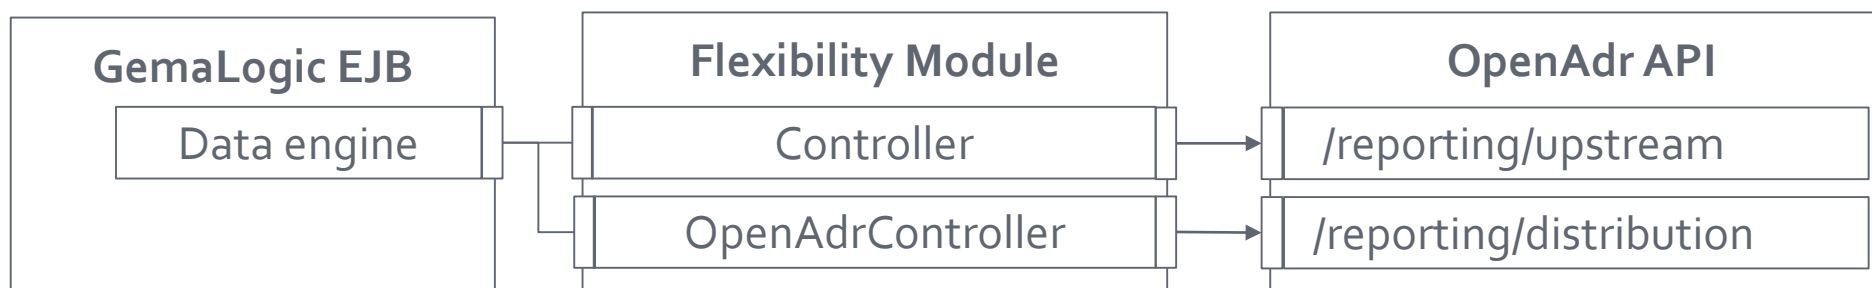 GemaLogic EJB
Data engine
Flexibility Module
Controller
OpenAdrController
OpenAdr API
/reporting/upstream
/reporting/distribution